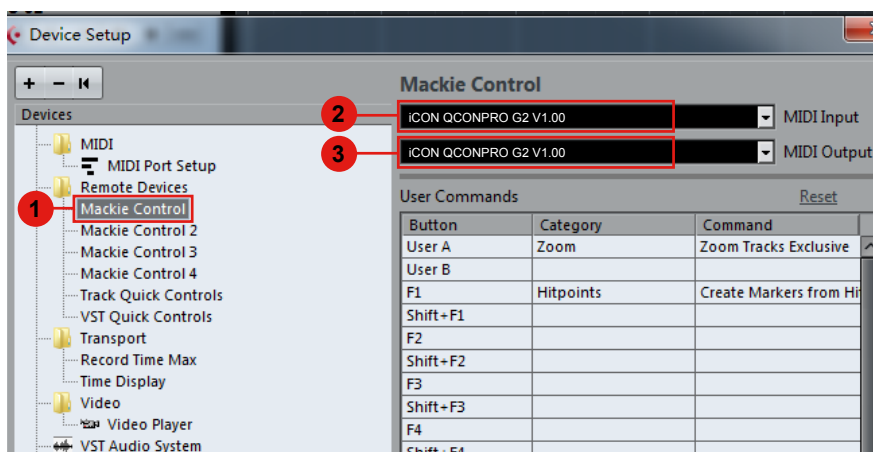 Device Setup
+ −
Mackie Control
Devices
2
iCON QCONPRO G2 V1.00
MIDI Input
3
iCON QCONPRO G2 V1.00
MIDI Output
MIDI
MIDI Port Setup
Remote Devices
1
Mackie Control
Mackie Control 2
Mackie Control 3
Mackie Control 4
Track Quick Controls
VST Quick Controls
Transport
Record Time Max
Time Display
Video
Video Player
VST Audio System
User Commands Reset
Button Category Command
User A Zoom Zoom Tracks Exclusive
User B
F1 Hitpoints Create Markers from Hi
Shift+F1
F2
Shift+F2
F3
Shift+F3
F4
Shift+F4